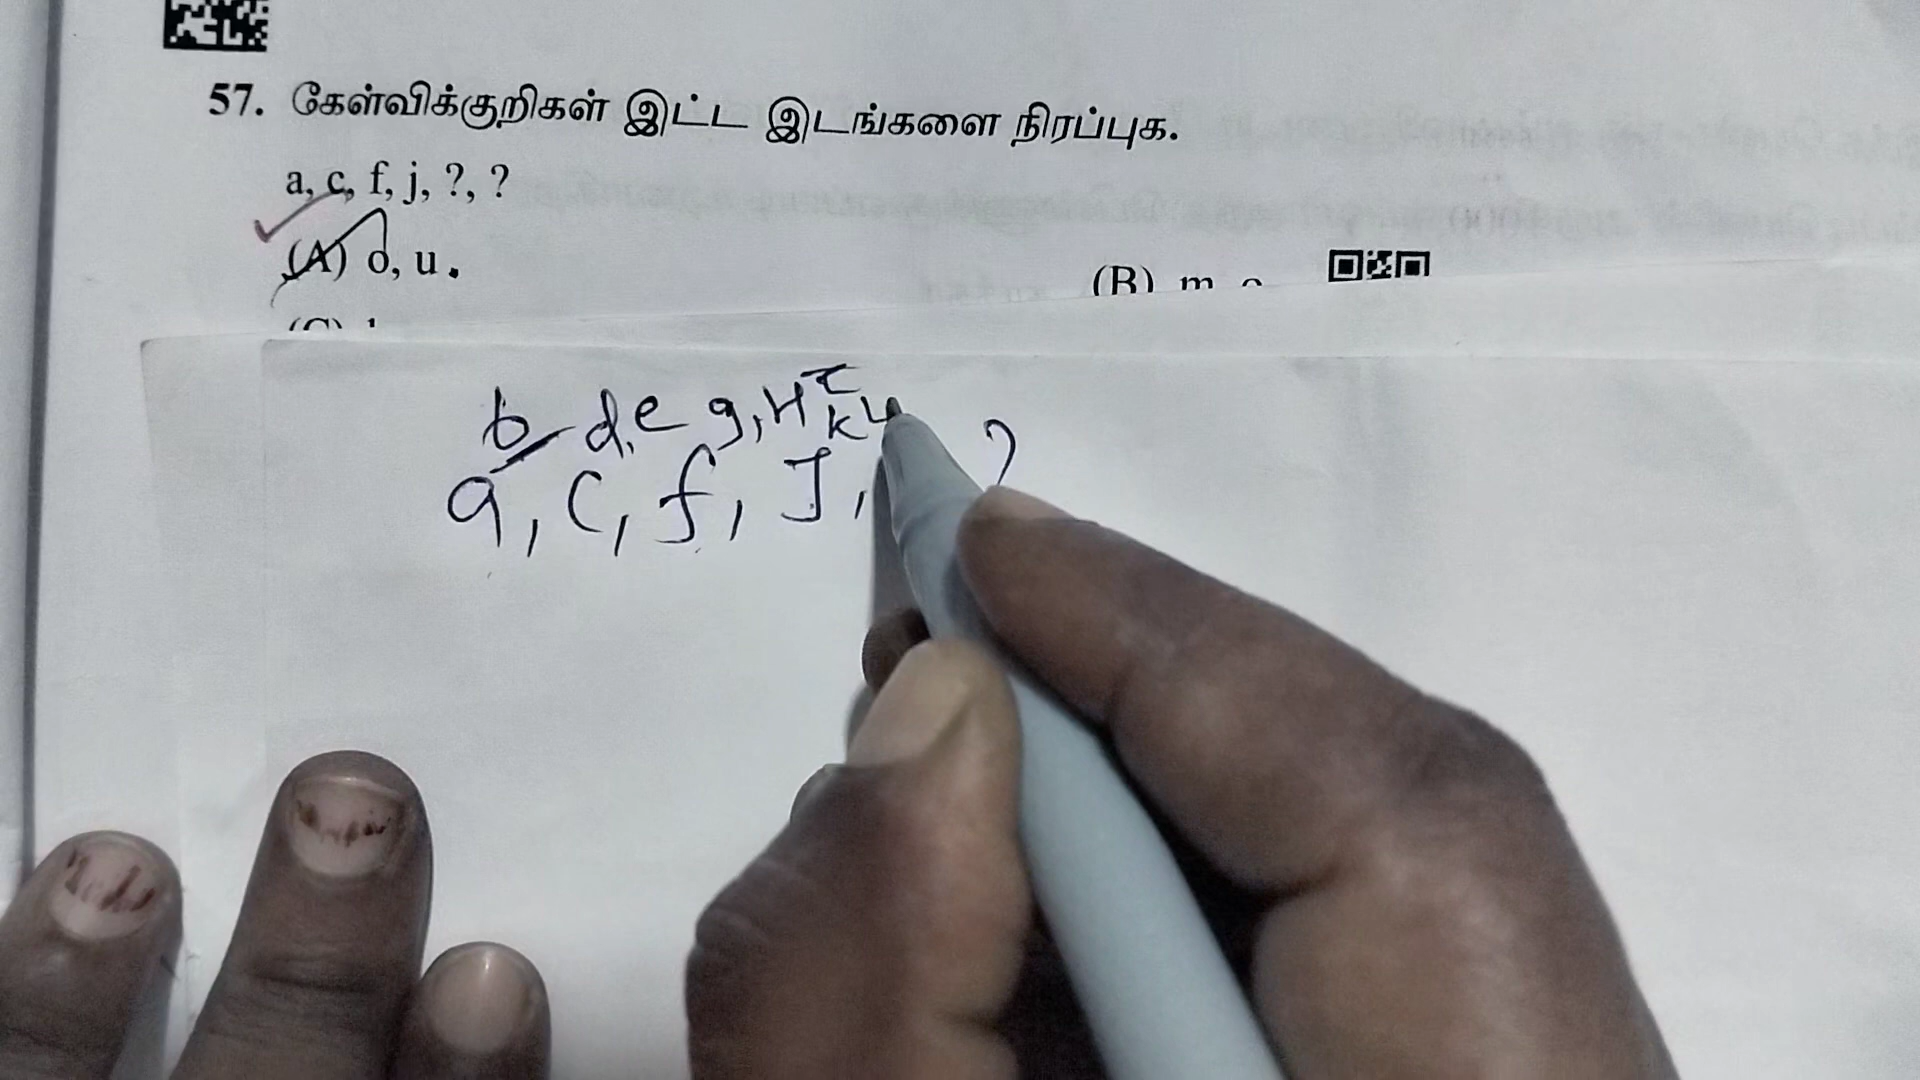 57. கேள்விக்குறிகள் இட்ட இடங்களை நிரப்புக.
a, c, f, j, ?, ?
(A) o, u.
(B) m, o
b d, e g, H I
K L
a, c, f, J, ?